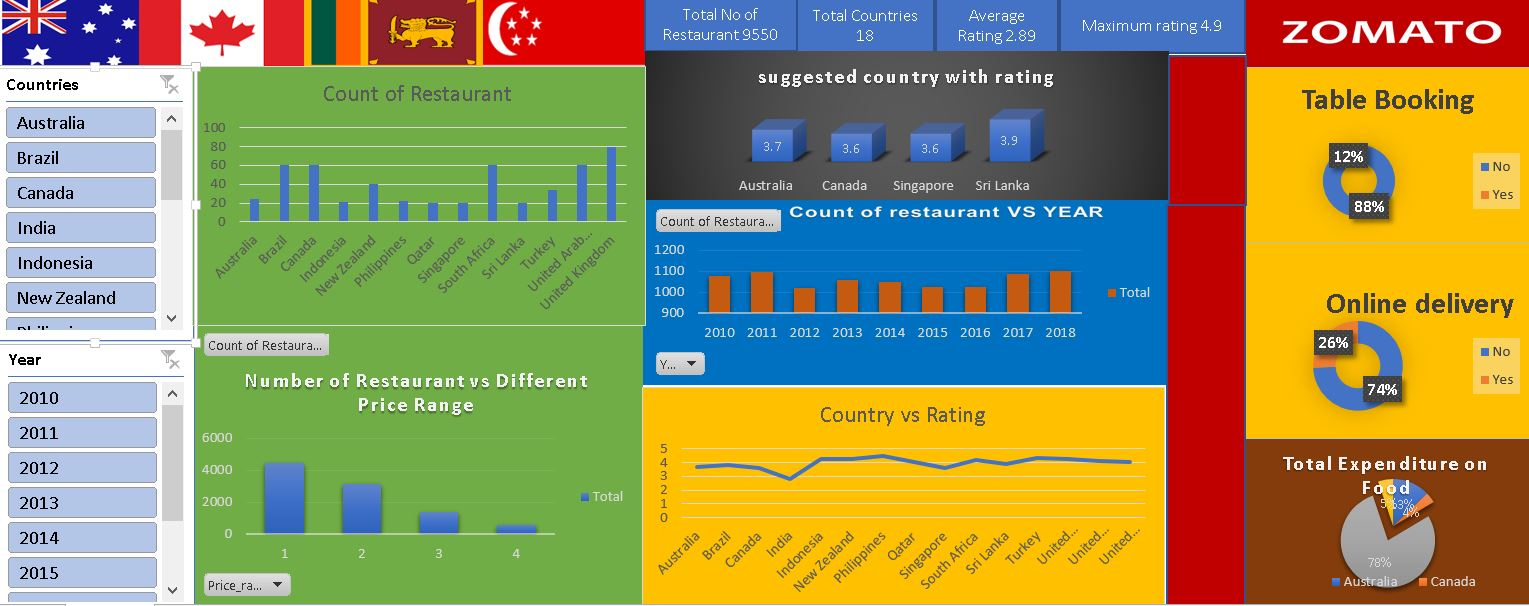 Total No of
Restaurant 9550
Total Countries
18
Average
Rating 2.89
Maximum rating 4.9
ZOMATO
Countries
Australia
Brazil
Canada
India
Indonesia
New Zealand
Year
2010
2011
2012
2013
2014
2015
Count of Restaurant
100
80
60
40
20
0
Australia
Brazil
Canada
Indonesia
New Zealand
Philippines
Qatar
Singapore
South Africa
Sri Lanka
Turkey
United Arab...
United Kingdom
Count of Restaura...
Number of Restaurant vs Different
Price Range
6000
4000
2000
0
1 2 3 4
Total
Price_ra...
suggested country with rating
3.7 3.6 3.6 3.9
Australia Canada Singapore Sri Lanka
Count of Restaura...
Count of restaurant VS YEAR
1200
1100
1000
900
2010 2011 2012 2013 2014 2015 2016 2017 2018
Total
Y...
Country vs Rating
5
4
3
2
1
0
Australia
Brazil
Canada
India
Indonesia
New Zealand
Philippines
Qatar
Singapore
South Africa
Sri Lanka
Turkey
United...
United...
United...
Table Booking
12%
88%
No
Yes
Online delivery
26%
74%
No
Yes
Total Expenditure on
Food
4%
78%
Australia Canada